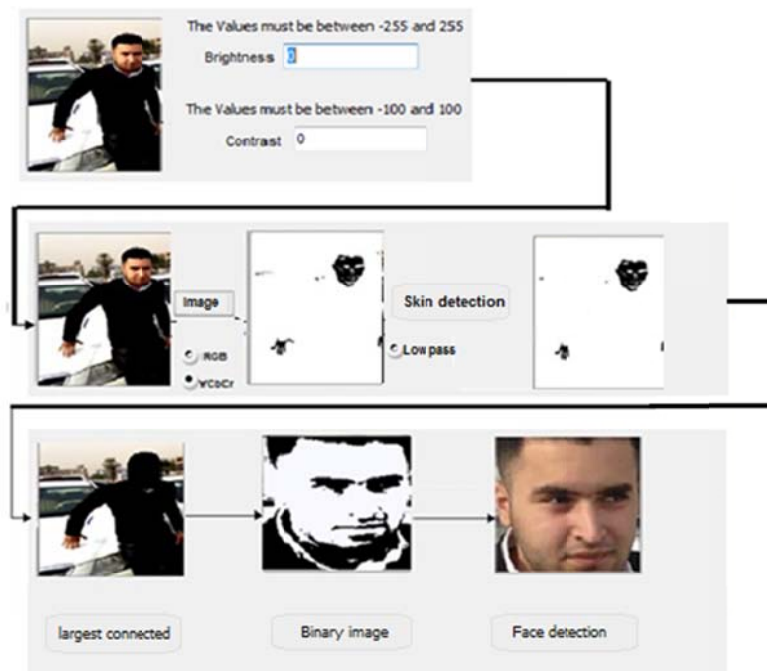 The Values must be between -255 and 255
Brightness 0
The Values must be between -100 and 100
Contrast 0
Image
Skin detection
RGB
Low pass
YCbCr
largest connected
Binary image
Face detection